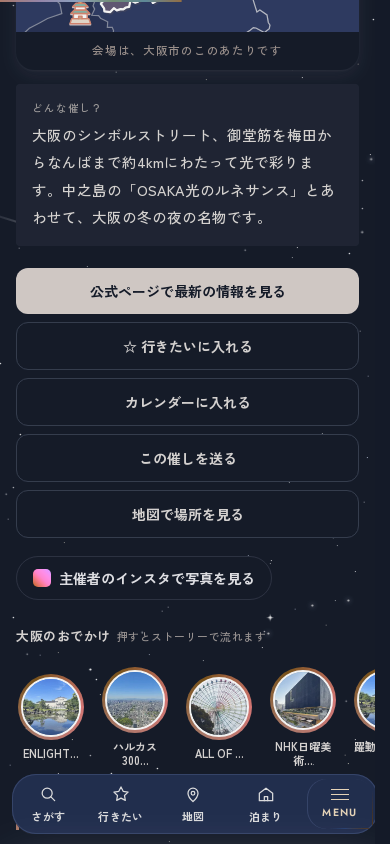 会場は、大阪市のこのあたりです
どんな催し？
大阪のシンボルストリート、御堂筋を梅田か
らなんばまで約4kmにわたって光で彩りま
す。中之島の「OSAKA光のルネサンス」とあ
わせて、大阪の冬の夜の名物です。
公式ページで最新の情報を見る
☆ 行きたいに入れる
カレンダーに入れる
この催しを送る
地図で場所を見る
主催者のインスタで写真を見る
大阪のおでかけ 押すとストーリーで流れます
ENLIGHT…
ハルカス
300…
ALL OF …
NHK日曜美
術…
躍動
さがす
行きたい
地図
泊まり
MENU